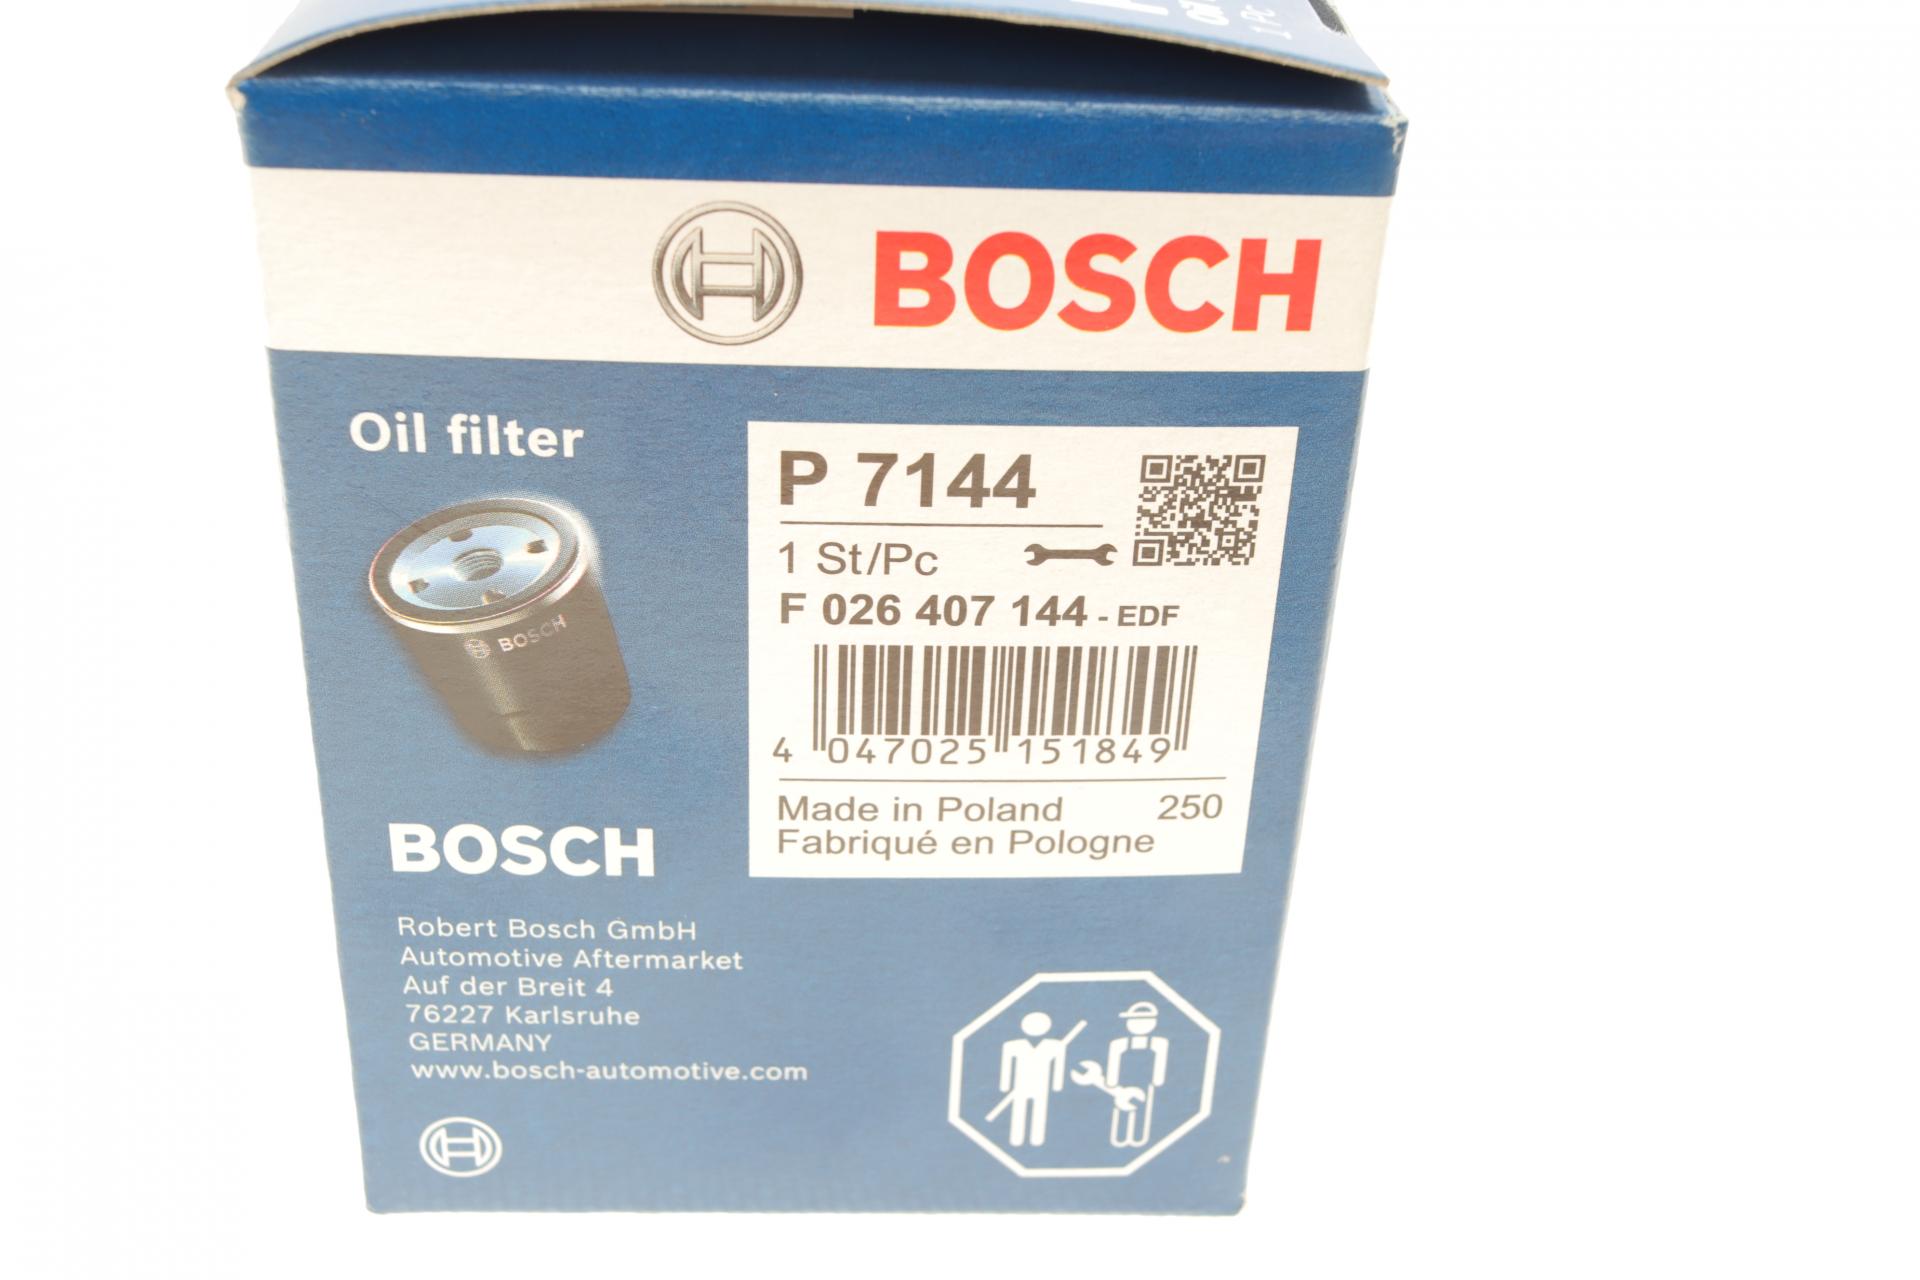 1 Pc
BOSCH
Oil filter
P 7144
1 St/Pc
F 026 407 144 - EDF
BOSCH
4 047025 151849
Made in Poland 250
Fabriqué en Pologne
BOSCH
Robert Bosch GmbH
Automotive Aftermarket
Auf der Breit 4
76227 Karlsruhe
GERMANY
www.bosch-automotive.com